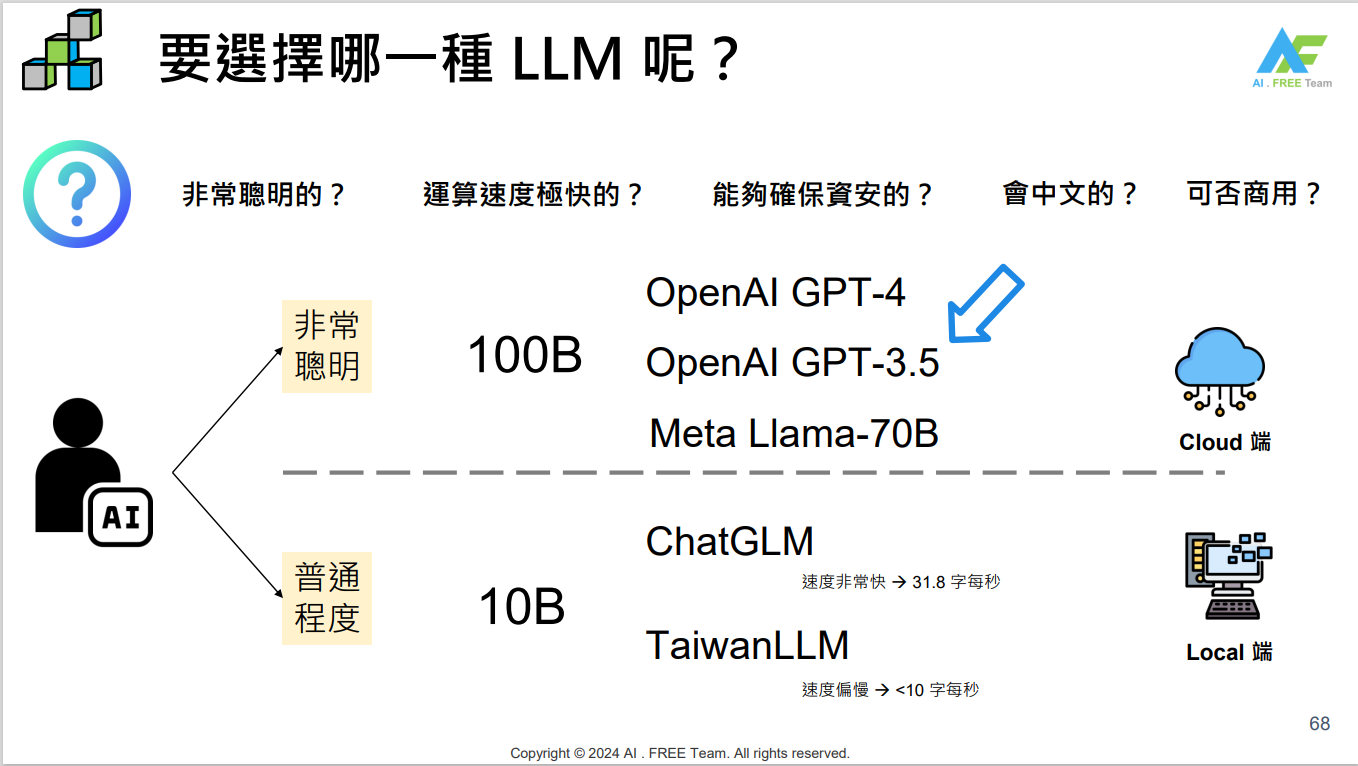 要選擇哪一種 LLM 呢？
AI . FREE Team
非常聰明的？
運算速度極快的？
能夠確保資安的？
會中文的？
可否商用？
非常
聰明
100B
OpenAI GPT-4
OpenAI GPT-3.5
Meta Llama-70B
Cloud 端
AI
普通
程度
10B
ChatGLM
速度非常快 → 31.8 字每秒
TaiwanLLM
速度偏慢 → <10 字每秒
Local 端
68
Copyright © 2024 AI . FREE Team. All rights reserved.